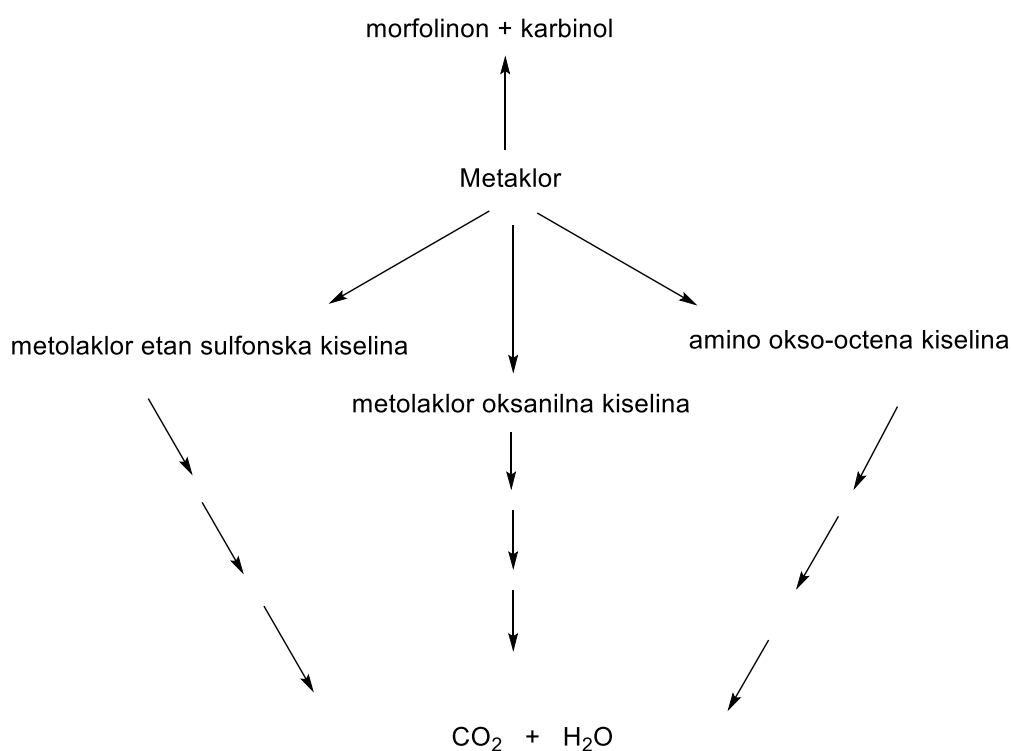 morfolinon + karbinol
Metaklor
metolaklor etan sulfonska kiselina
amino okso-octena kiselina
metolaklor oksanilna kiselina
CO₂ + H₂O